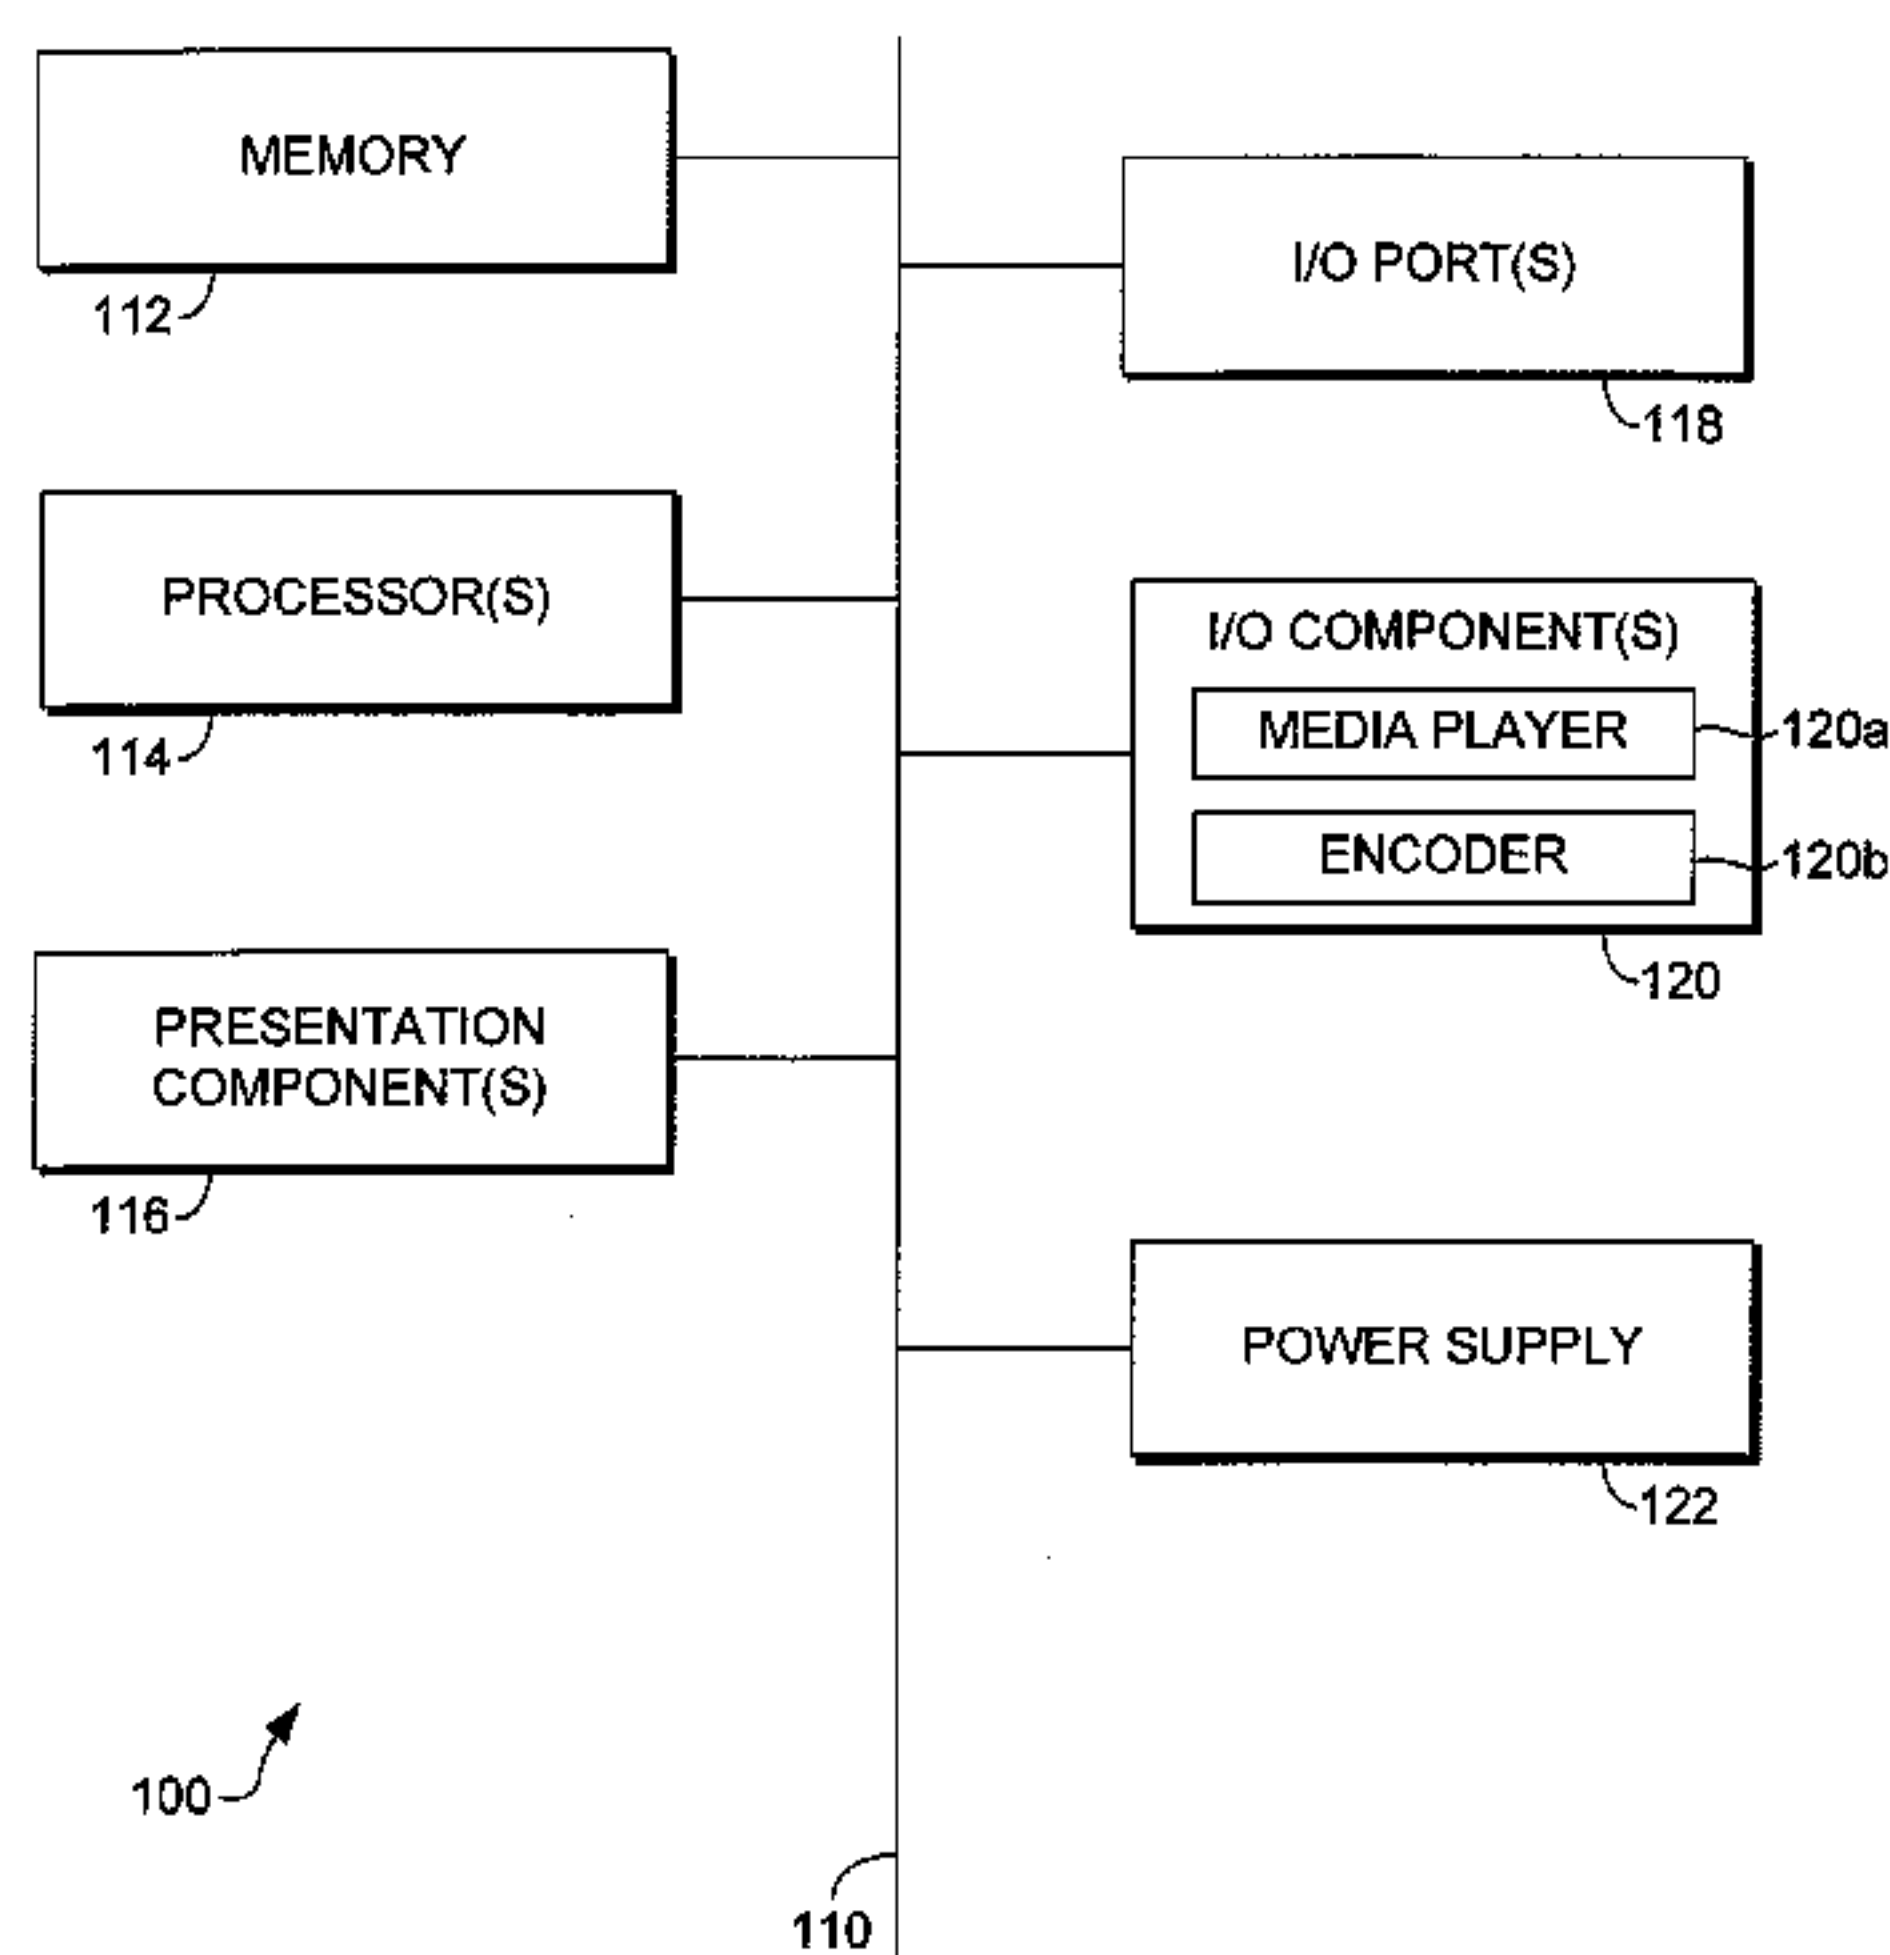 MEMORY
112
I/O PORT(S)
118
PROCESSOR(S)
114
I/O COMPONENT(S)
MEDIA PLAYER
120a
ENCODER
120b
120
PRESENTATION
COMPONENT(S)
116
POWER SUPPLY
122
100
110